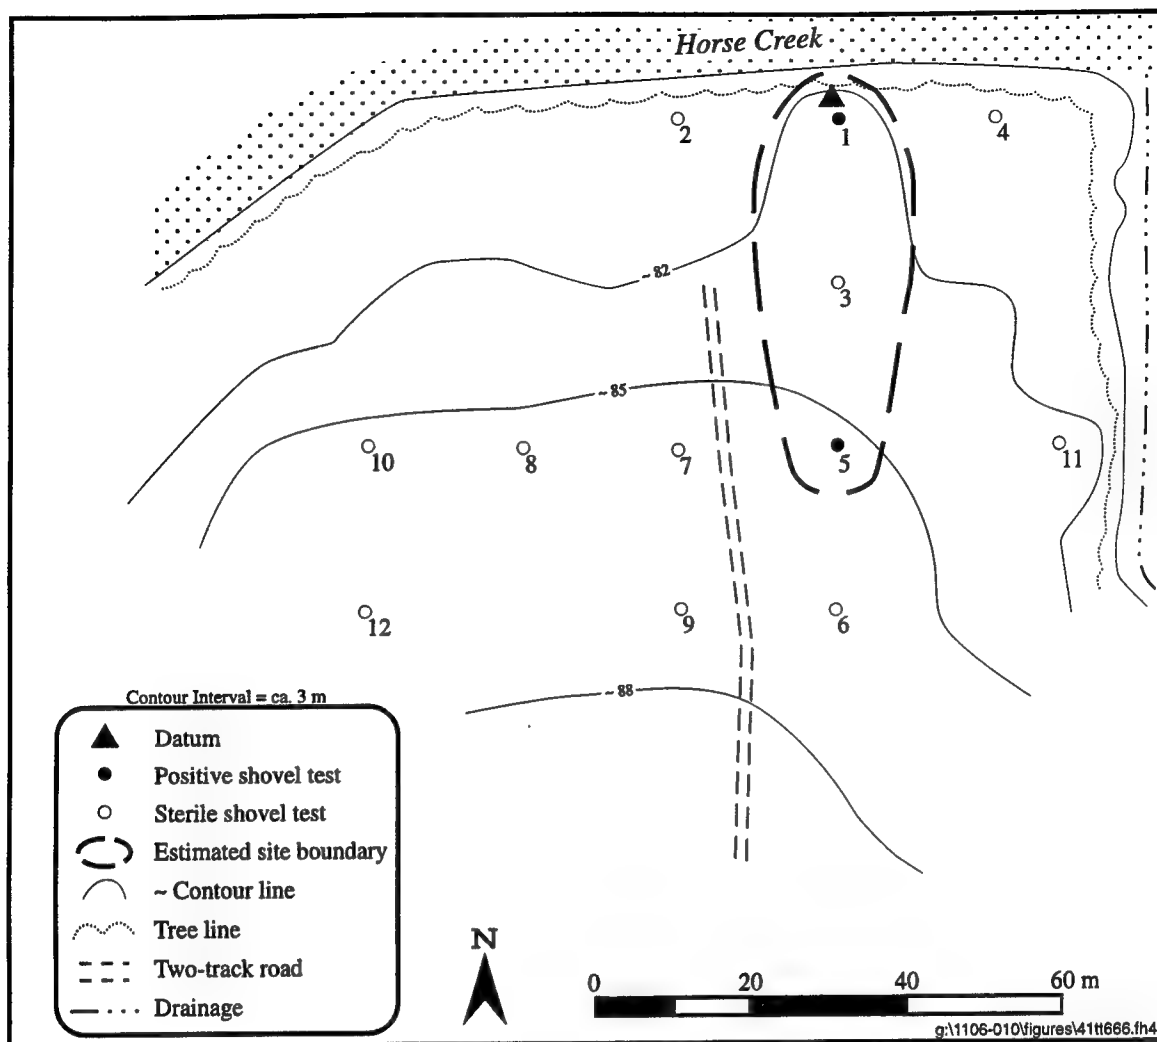 Horse Creek
2
1
4
~ 82
3
~ 85
10
8
7
5
11
12
9
6
~ 88
Contour Interval = ca. 3 m
Datum
Positive shovel test
Sterile shovel test
Estimated site boundary
~ Contour line
Tree line
Two-track road
Drainage
N
0 20 40 60 m
g:\1106-010\figures\41tt666.fh4